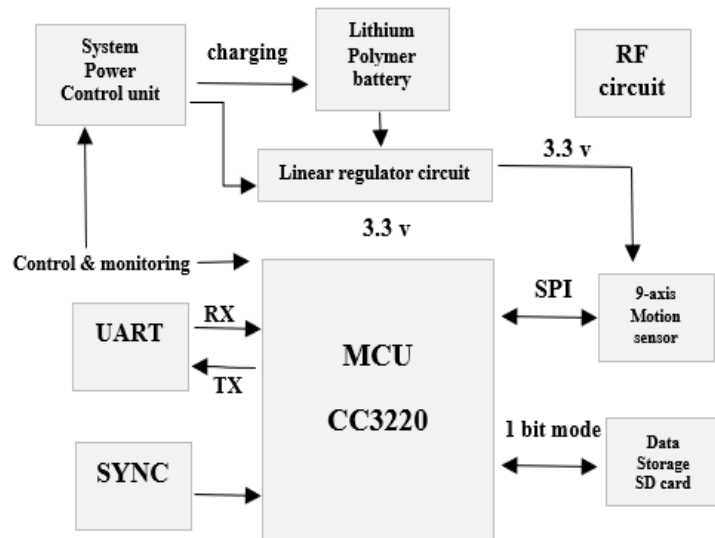 System
Power
Control unit
charging
Lithium
Polymer
battery
RF
circuit
Linear regulator circuit
3.3 v
3.3 v
Control & monitoring
UART
RX
TX
MCU
CC3220
SPI
9-axis
Motion
sensor
SYNC
1 bit mode
Data
Storage
SD card